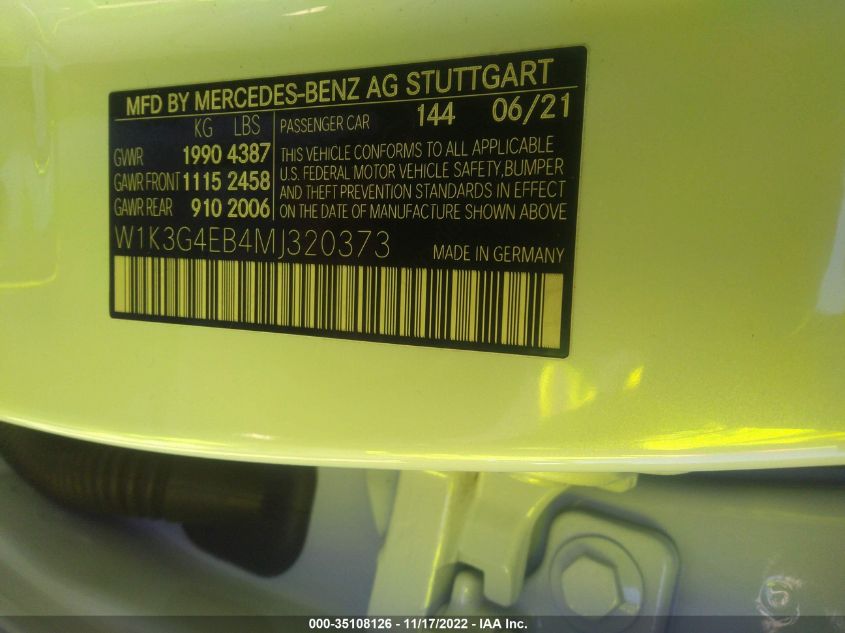 MFD BY MERCEDES-BENZ AG STUTTGART
KG LBS
GVWR 1990 4387
GAWR FRONT 1115 2458
GAWR REAR 910 2006
PASSENGER CAR 144 06/21
THIS VEHICLE CONFORMS TO ALL APPLICABLE
U.S. FEDERAL MOTOR VEHICLE SAFETY, BUMPER
AND THEFT PREVENTION STANDARDS IN EFFECT
ON THE DATE OF MANUFACTURE SHOWN ABOVE
W1K3G4EB4MJ320373 MADE IN GERMANY
000-35108126 - 11/17/2022 - IAA Inc.